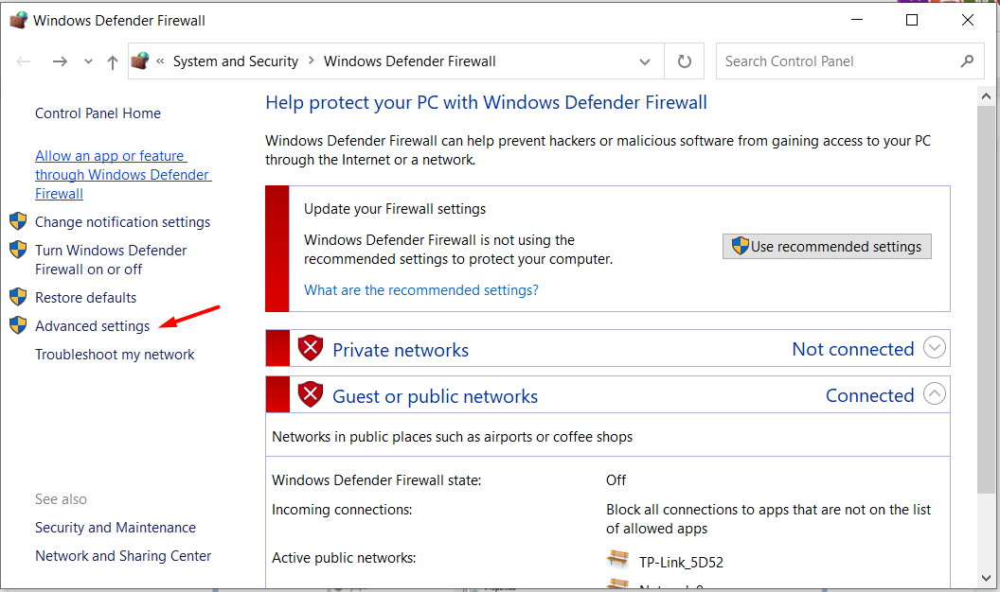 Windows Defender Firewall
« System and Security > Windows Defender Firewall
Search Control Panel
Control Panel Home
Allow an app or feature
through Windows Defender
Firewall
Change notification settings
Turn Windows Defender
Firewall on or off
Restore defaults
Advanced settings
Troubleshoot my network
See also
Security and Maintenance
Network and Sharing Center
Help protect your PC with Windows Defender Firewall
Windows Defender Firewall can help prevent hackers or malicious software from gaining access to your PC
through the Internet or a network.
Update your Firewall settings
Windows Defender Firewall is not using the
recommended settings to protect your computer.
What are the recommended settings?
Use recommended settings
Private networks Not connected
Guest or public networks Connected
Networks in public places such as airports or coffee shops
Windows Defender Firewall state: Off
Incoming connections: Block all connections to apps that are not on the list
of allowed apps
Active public networks: TP-Link_5D52